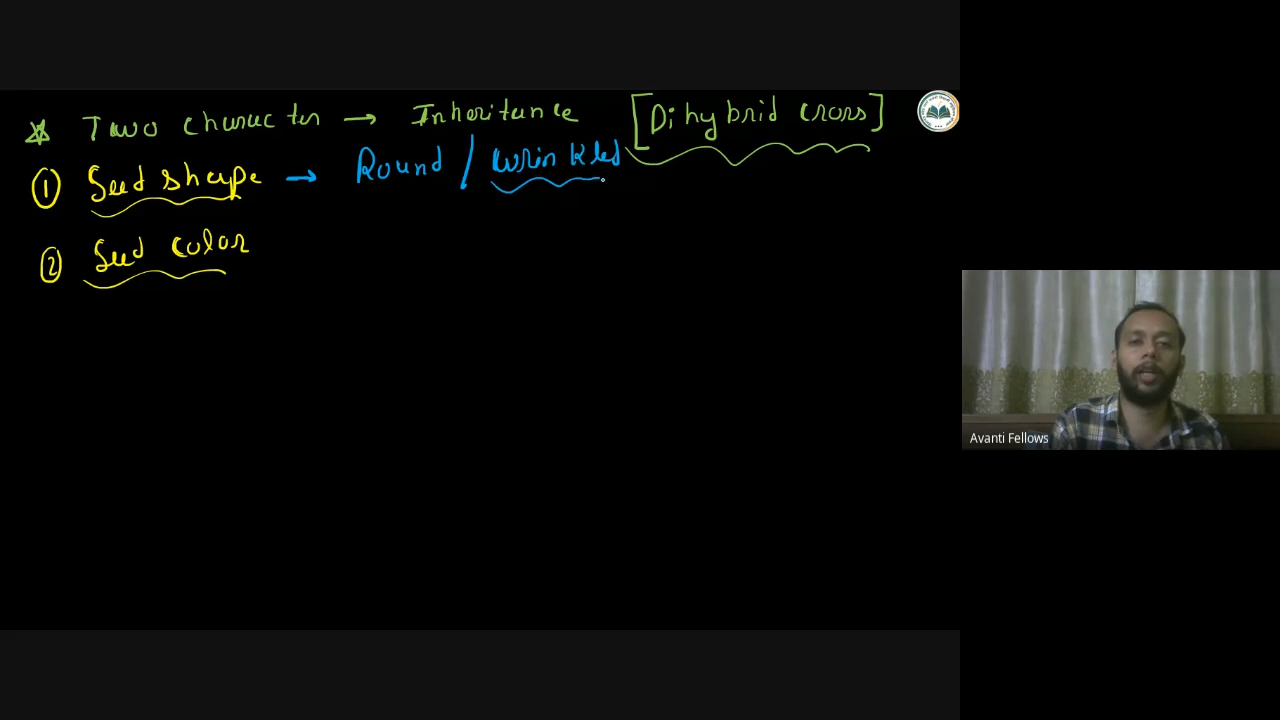 ☆ Two character → Inheritance [Dihybrid cross]
① Seed shape → Round / wrinkled
② Seed color
Avanti Fellows